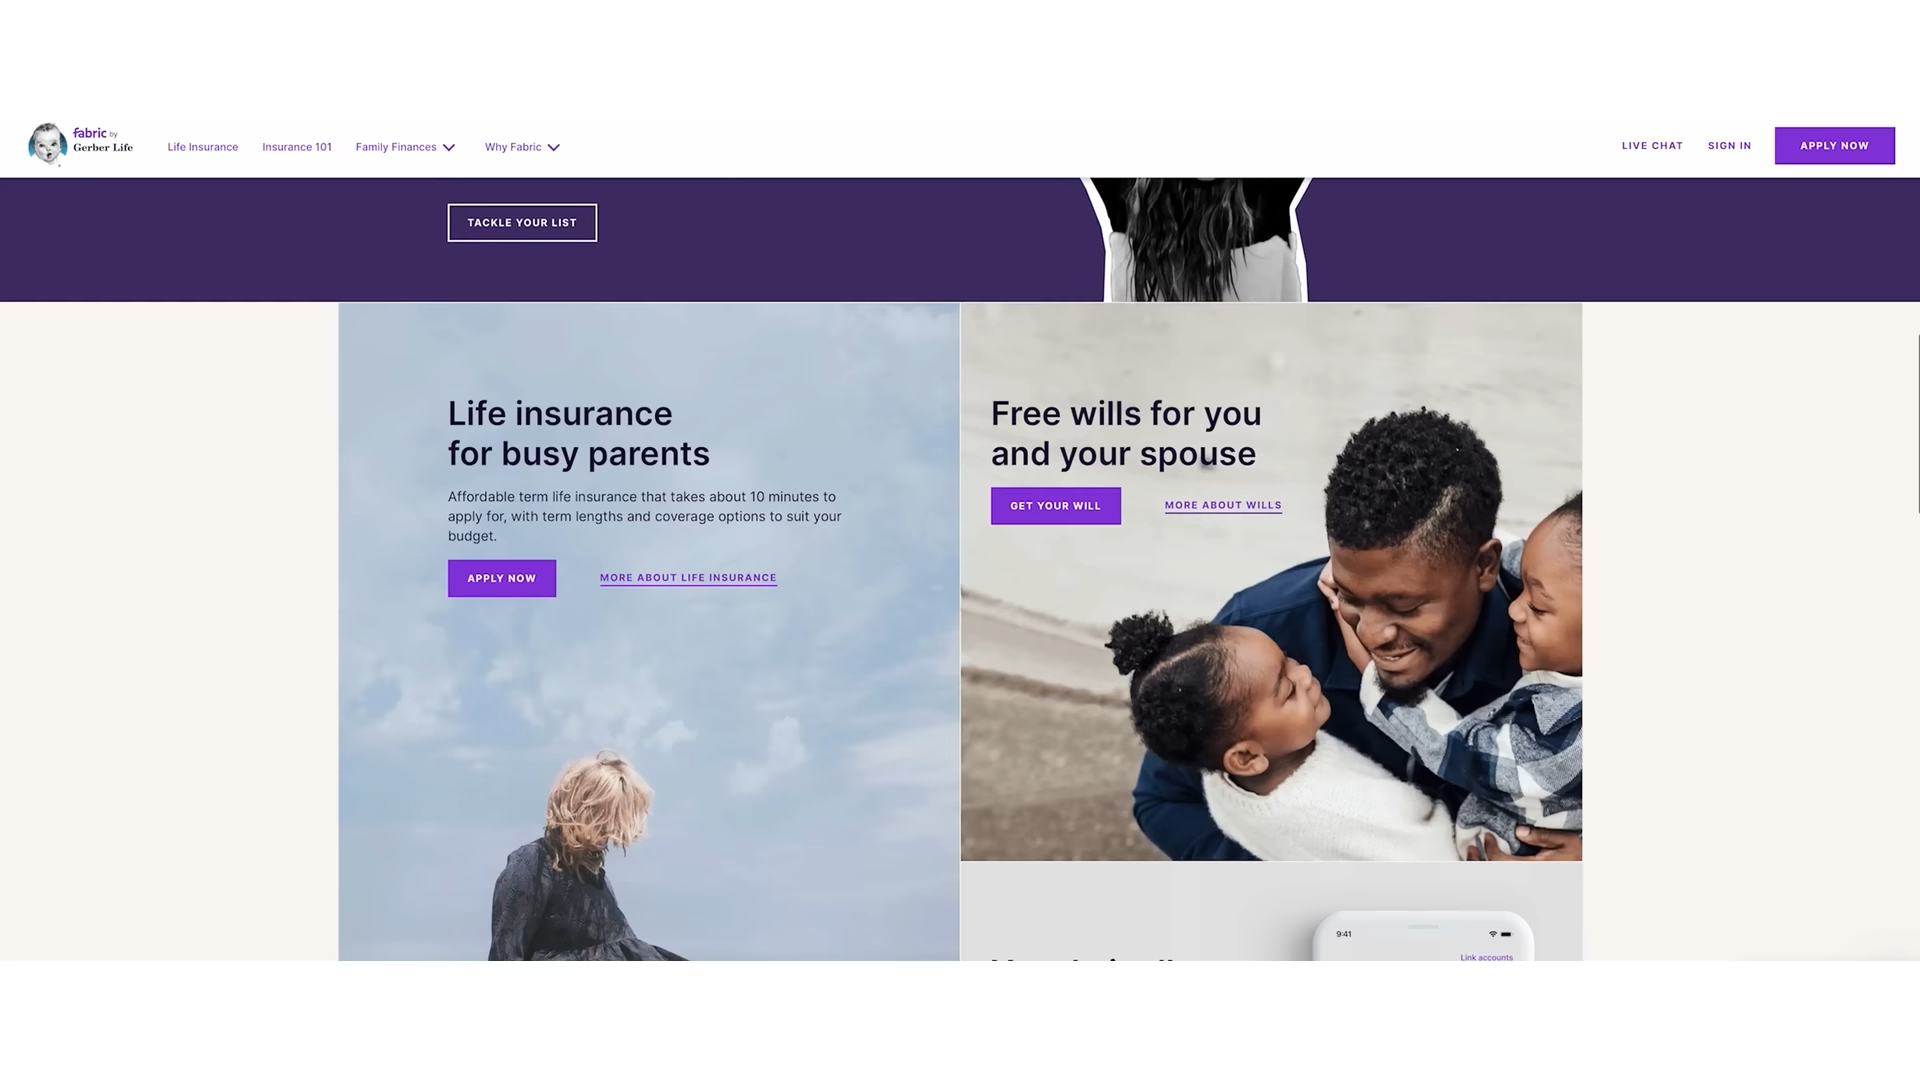 fabric by
Gerber Life
Life Insurance
Insurance 101
Family Finances
Why Fabric
LIVE CHAT
SIGN IN
APPLY NOW
TACKLE YOUR LIST
Life insurance
for busy parents
Affordable term life insurance that takes about 10 minutes to
apply for, with term lengths and coverage options to suit your
budget.
APPLY NOW
MORE ABOUT LIFE INSURANCE
Free wills for you
and your spouse
GET YOUR WILL
MORE ABOUT WILLS
9:41
Link accounts